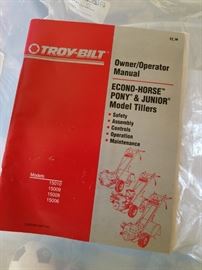 TROY-BILT®
Owner/Operator
Manual
ECONO-HORSE™
PONY® & JUNIOR®
Model Tillers
• Safety
• Assembly
• Controls
• Operation
• Maintenance
Models
15010
15009
15008
15006